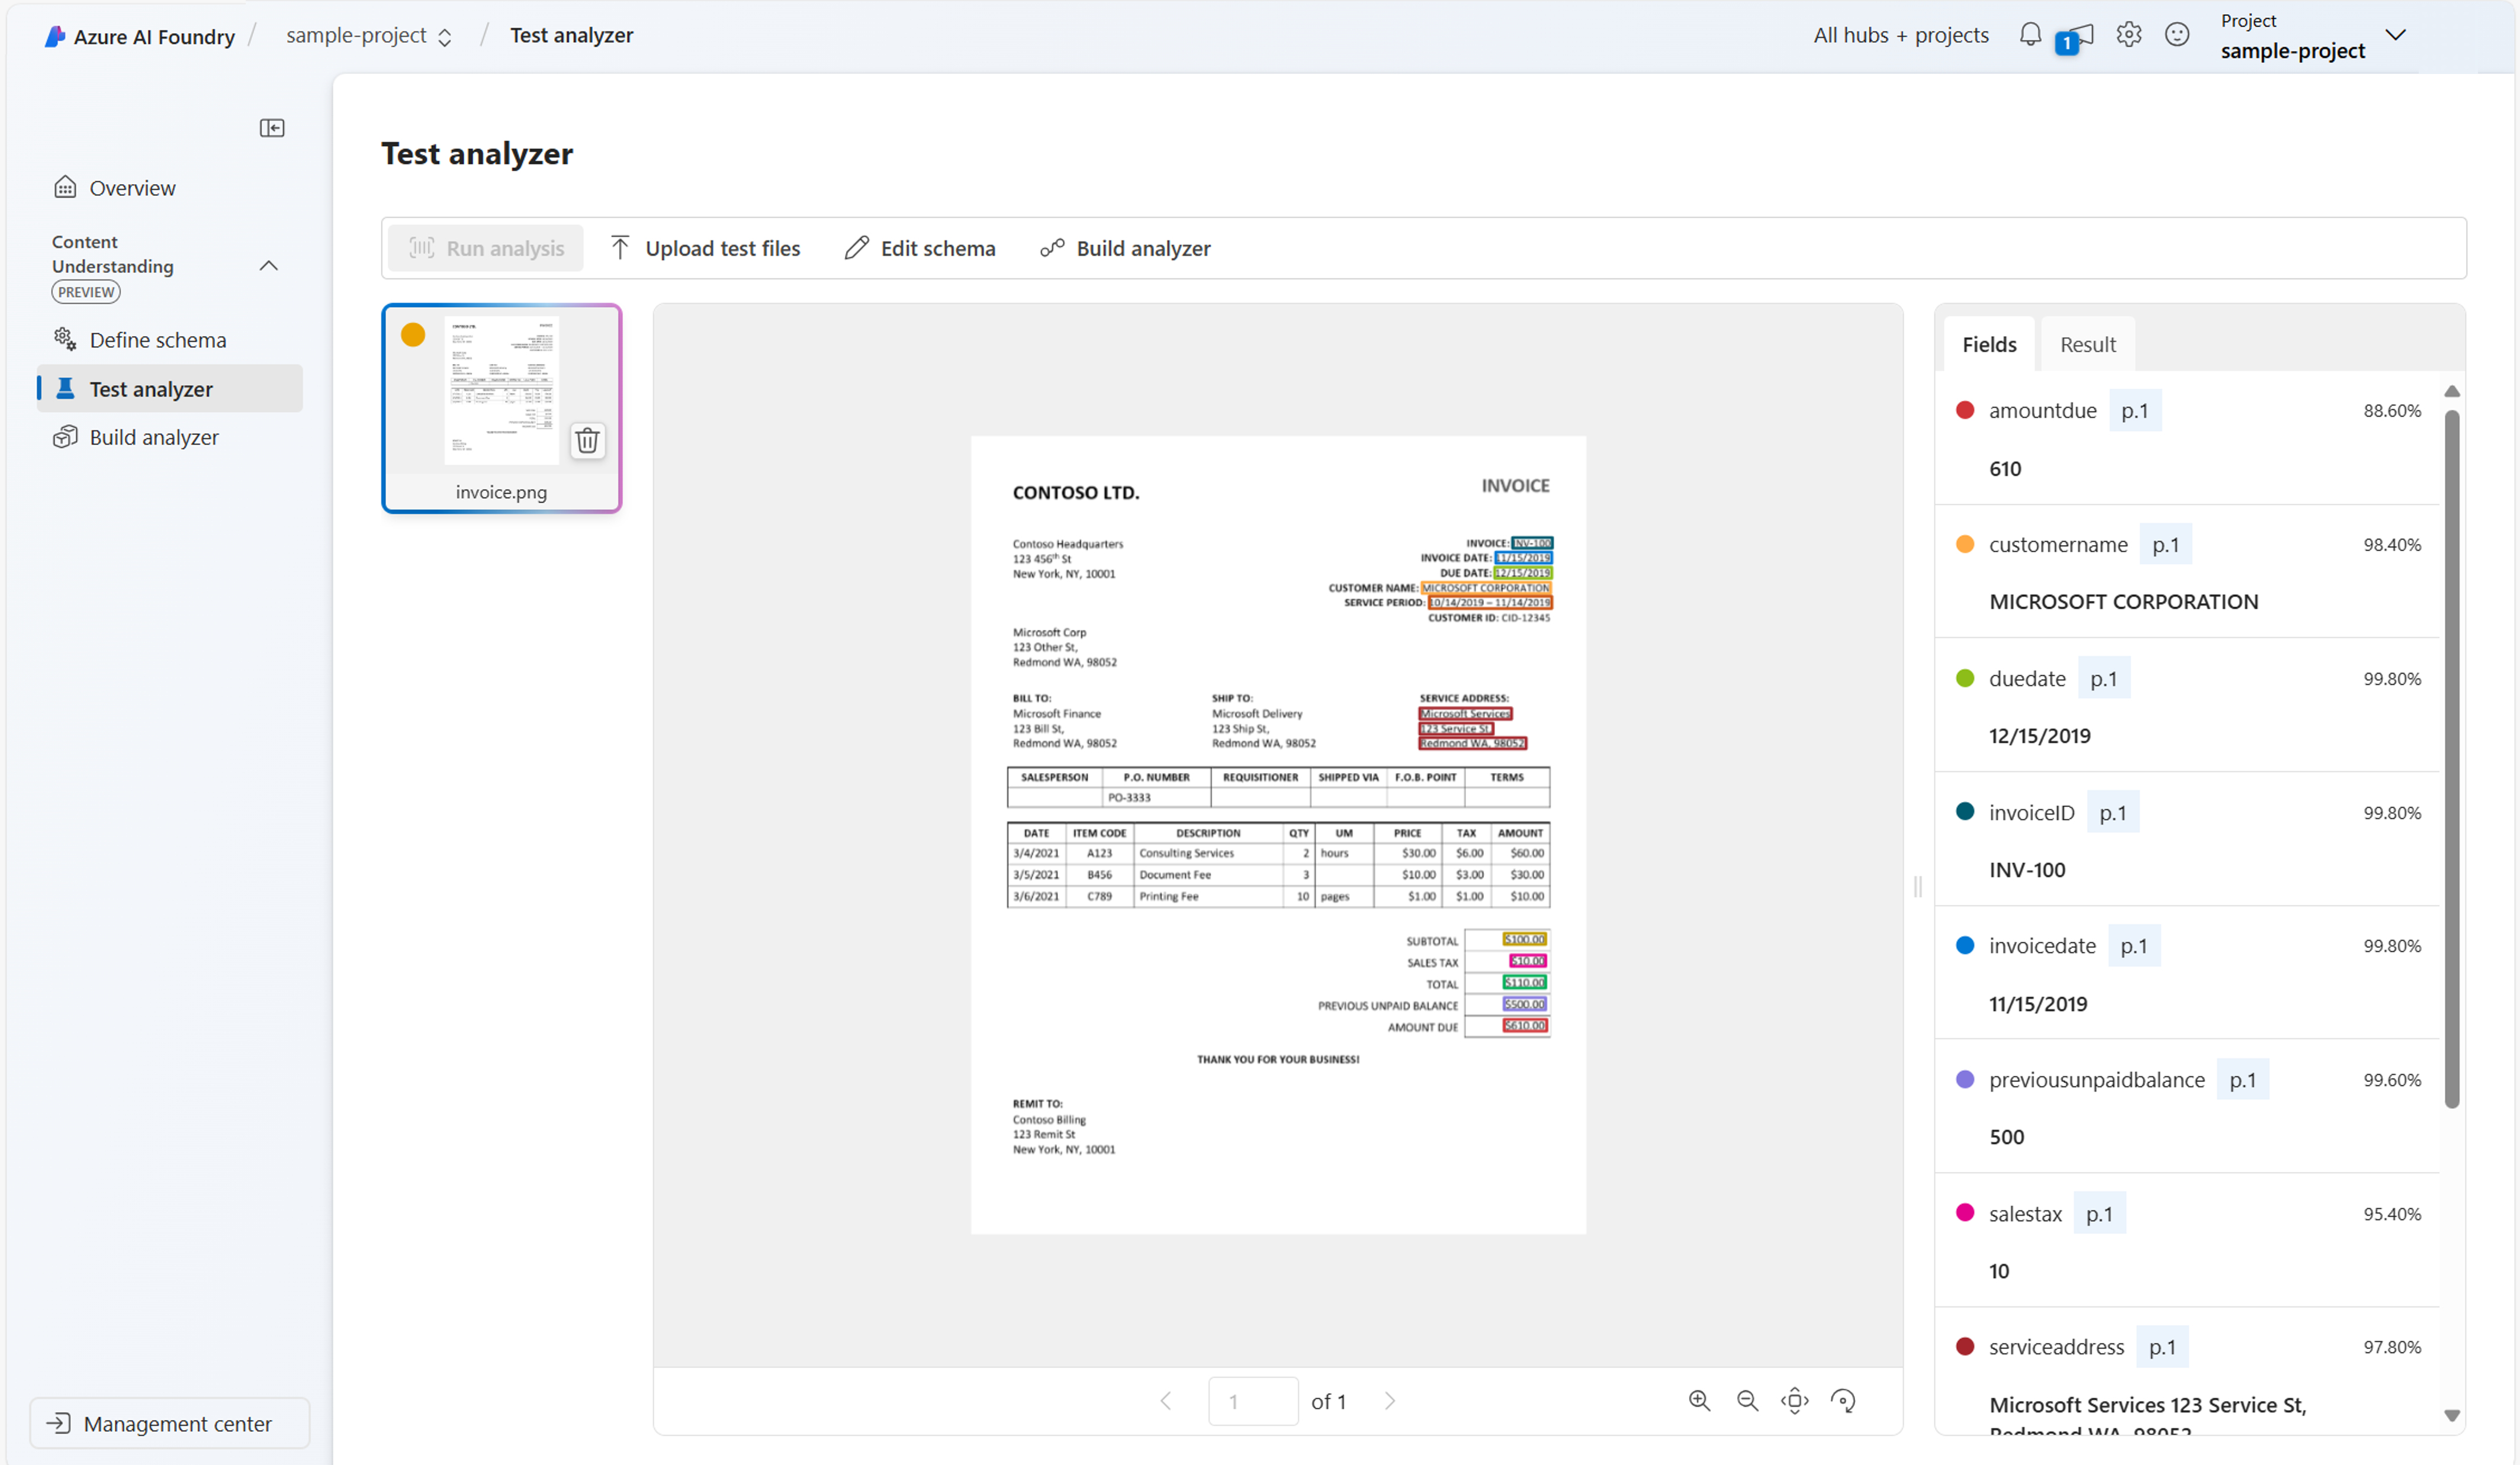 Azure AI Foundry / sample-project / Test analyzer
All hubs + projects
1
Project
sample-project
Overview
Content
Understanding
PREVIEW
Define schema
Test analyzer
Build analyzer
Management center
Test analyzer
Run analysis
Upload test files
Edit schema
Build analyzer
invoice.png
CONTOSO LTD.
INVOICE
Contoso Headquarters
123 456th St
New York, NY, 10001
INVOICE: INV-100
INVOICE DATE: 11/15/2019
DUE DATE: 12/15/2019
CUSTOMER NAME: MICROSOFT CORPORATION
SERVICE PERIOD: 10/14/2019 – 11/14/2019
CUSTOMER ID: CID-12345
Microsoft Corp
123 Other St,
Redmond WA, 98052
BILL TO:
Microsoft Finance
123 Bill St,
Redmond WA, 98052
SHIP TO:
Microsoft Delivery
123 Ship St,
Redmond WA, 98052
SERVICE ADDRESS:
Microsoft Services
123 Service St,
Redmond WA, 98052
SALESPERSON P.O. NUMBER REQUISITIONER SHIPPED VIA F.O.B. POINT TERMS
PO-3333
DATE ITEM CODE DESCRIPTION QTY UM PRICE TAX AMOUNT
3/4/2021 A123 Consulting Services 2 hours $30.00 $6.00 $60.00
3/5/2021 B456 Document Fee 3 $10.00 $3.00 $30.00
3/6/2021 C789 Printing Fee 10 pages $1.00 $1.00 $10.00
SUBTOTAL $100.00
SALES TAX $10.00
TOTAL $110.00
PREVIOUS UNPAID BALANCE $500.00
AMOUNT DUE $610.00
THANK YOU FOR YOUR BUSINESS!
REMIT TO:
Contoso Billing
123 Remit St
New York, NY, 10001
1 of 1
Fields
Result
amountdue p.1 88.60%
610
customername p.1 98.40%
MICROSOFT CORPORATION
duedate p.1 99.80%
12/15/2019
invoiceID p.1 99.80%
INV-100
invoicedate p.1 99.80%
11/15/2019
previousunpaidbalance p.1 99.60%
500
salestax p.1 95.40%
10
serviceaddress p.1 97.80%
Microsoft Services 123 Service St,
Redmond WA, 98052